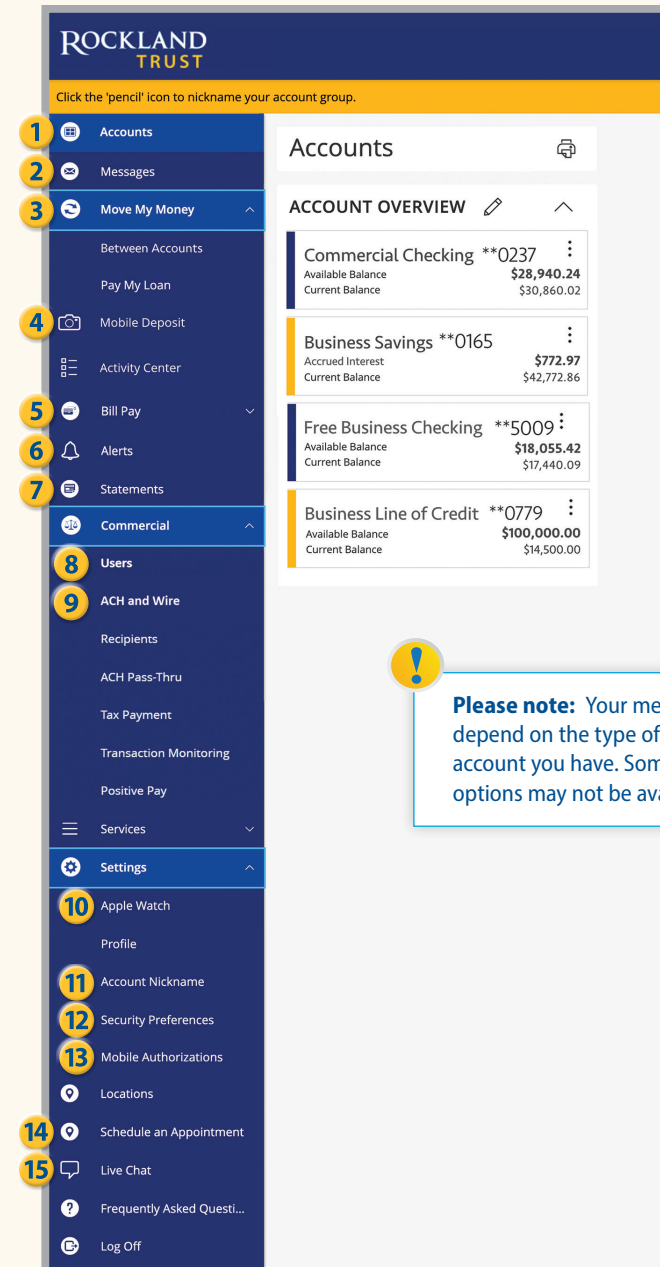 ROCKLAND
TRUST
Click the 'pencil' icon to nickname your account group.
1 Accounts
2 Messages
3 Move My Money
Between Accounts
Pay My Loan
4 Mobile Deposit
Activity Center
5 Bill Pay
6 Alerts
7 Statements
Commercial
8 Users
9 ACH and Wire
Recipients
ACH Pass-Thru
Tax Payment
Transaction Monitoring
Positive Pay
Services
Settings
10 Apple Watch
Profile
11 Account Nickname
12 Security Preferences
13 Mobile Authorizations
Locations
14 Schedule an Appointment
15 Live Chat
? Frequently Asked Questi...
Log Off
Accounts
ACCOUNT OVERVIEW
Commercial Checking **0237
Available Balance $28,940.24
Current Balance $30,860.02
Business Savings **0165
Accrued Interest $772.97
Current Balance $42,772.86
Free Business Checking **5009
Available Balance $18,055.42
Current Balance $17,440.09
Business Line of Credit **0779
Available Balance $100,000.00
Current Balance $14,500.00
!
Please note: Your me
depend on the type of
account you have. Som
options may not be ava